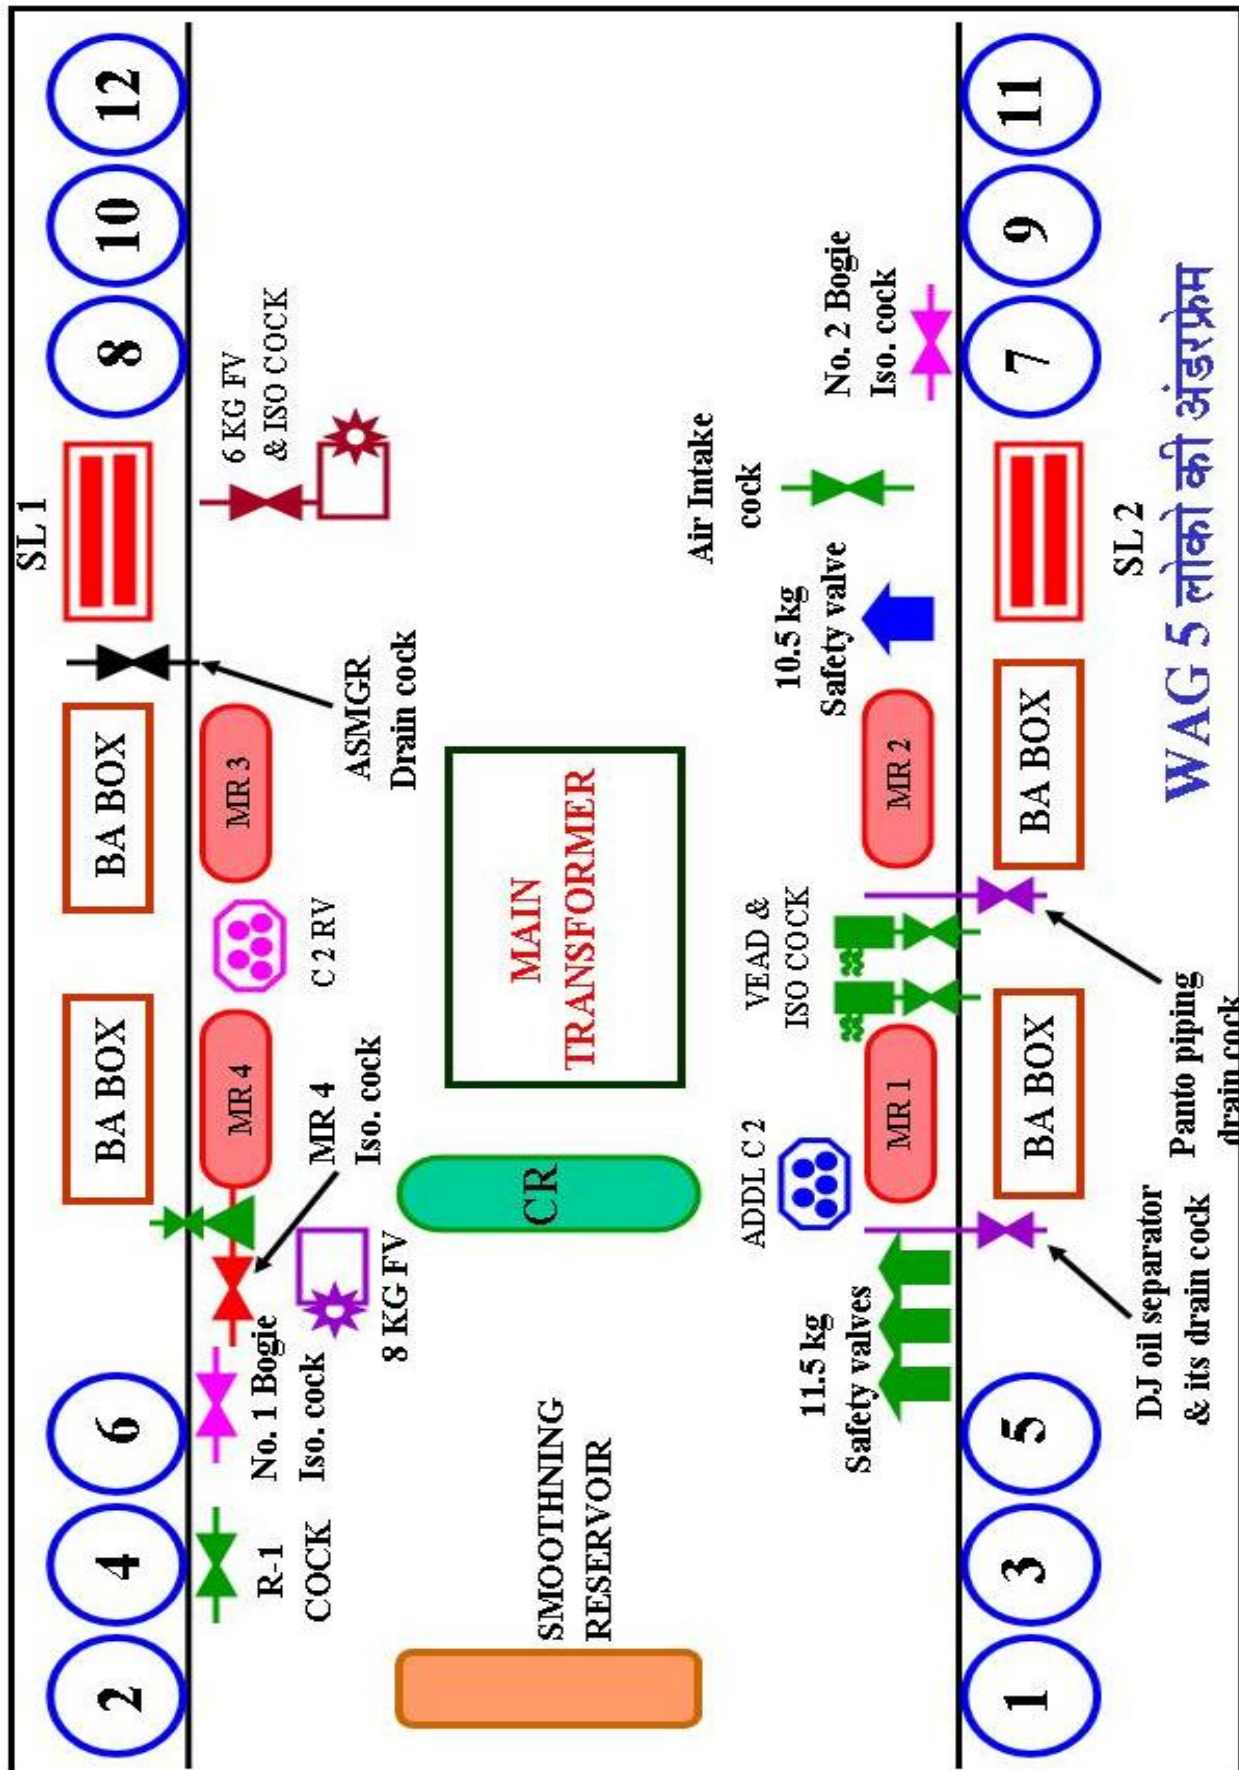 SL 1
2
4
6
BA BOX
BA BOX
8
10
12
MR 4
MR 3
R-1
COCK
No. 1 Bogie
Iso. cock
MR 4
Iso. cock
8 KG FV
C 2 RV
ASMGR
Drain cock
6 KG FV
& ISO COCK
SMOOTHNING
RESERVOIR
CR
MAIN
TRANSFORMER
11.5 kg
Safety valves
ADDL C 2
VEAD &
ISO COCK
10.5 kg
Safety valve
Air Intake
cock
No. 2 Bogie
Iso. cock
MR 1
MR 2
1
3
5
BA BOX
BA BOX
7
9
11
SL 2
DJ oil separator
& its drain cock
Panto piping
drain cock
WAG 5 लोको की अंडरफ्रेम